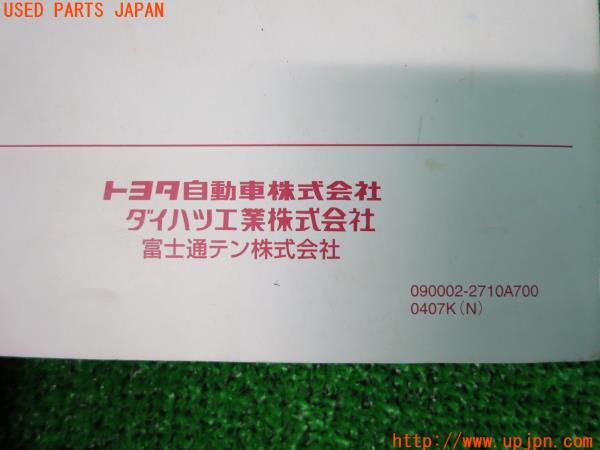 USED PARTS JAPAN
トヨタ自動車株式会社
ダイハツ工業株式会社
富士通テン株式会社
090002-2710A700
0407K(N)
http://www.upjpn.com/